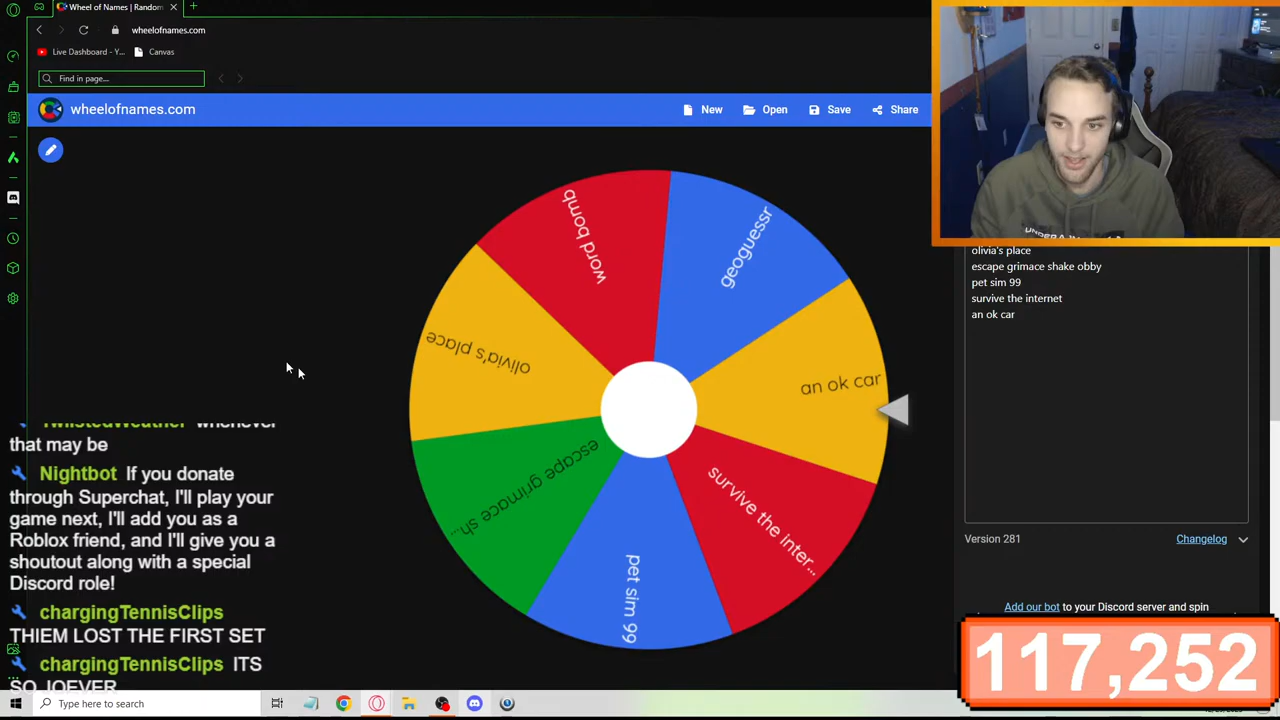 Wheel of Names | Random
wheelofnames.com
Live Dashboard - Y...
Canvas
Find in page...
wheelofnames.com
New
Open
Save
Share
word bomb
geoguessr
olivia's place
an ok car
escape grimace sh...
survive the inter...
pet sim 99
olivia's place
escape grimace shake obby
pet sim 99
survive the internet
an ok car
Version 281
Changelog
Add our bot to your Discord server and spin
TwistedWeather whenever
that may be
Nightbot If you donate
through Superchat, I'll play your
game next, I'll add you as a
Roblox friend, and I'll give you a
shoutout along with a special
Discord role!
chargingTennisClips
THIEM LOST THE FIRST SET
chargingTennisClips ITS
SO JOEVER
117,252
Type here to search